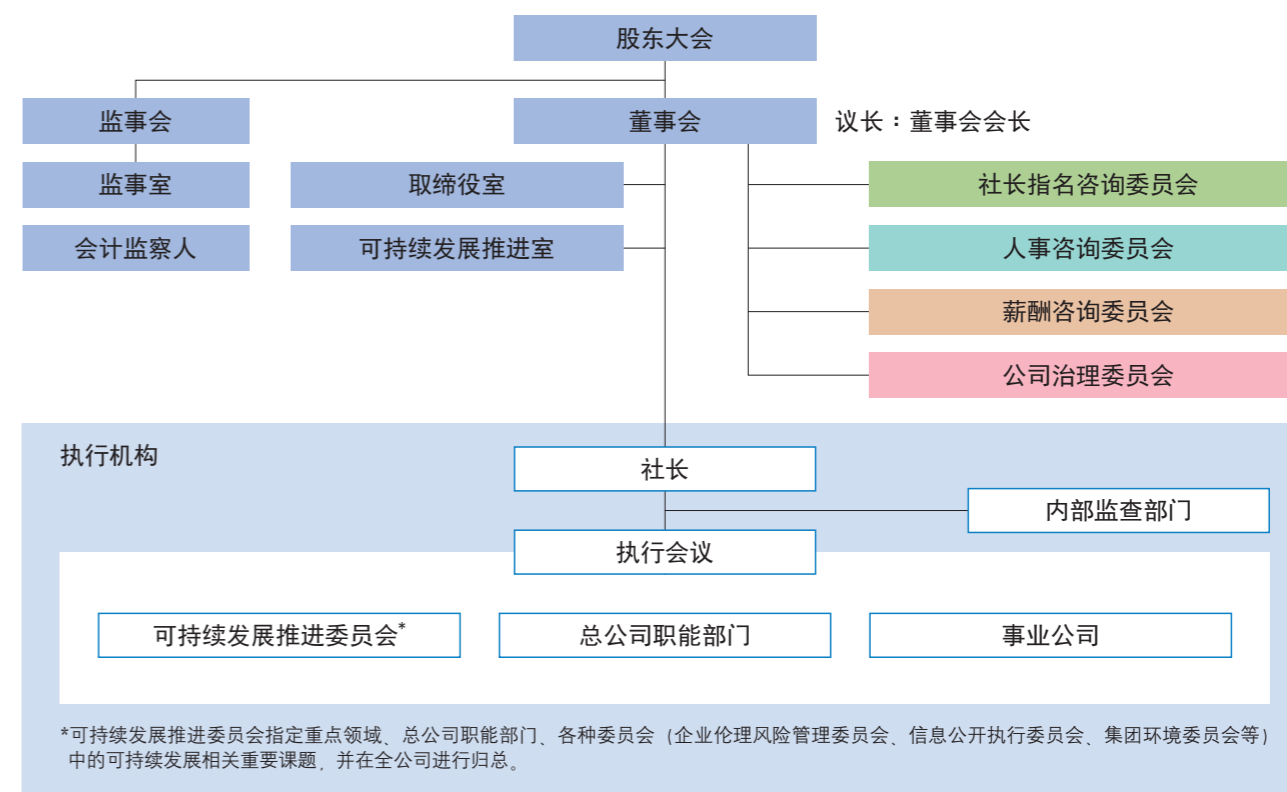 股东大会
监事会
董事会
议长：董事会会长
监事室
取缔役室
社长指名咨询委员会
会计监察人
可持续发展推进室
人事咨询委员会
薪酬咨询委员会
公司治理委员会
执行机构
社长
内部监查部门
执行会议
可持续发展推进委员会*
总公司职能部门
事业公司
*可持续发展推进委员会指定重点领域、总公司职能部门、各种委员会（企业伦理风险管理委员会、信息公开执行委员会、集团环境委员会等）
中的可持续发展相关重要课题，并在全公司进行归总。